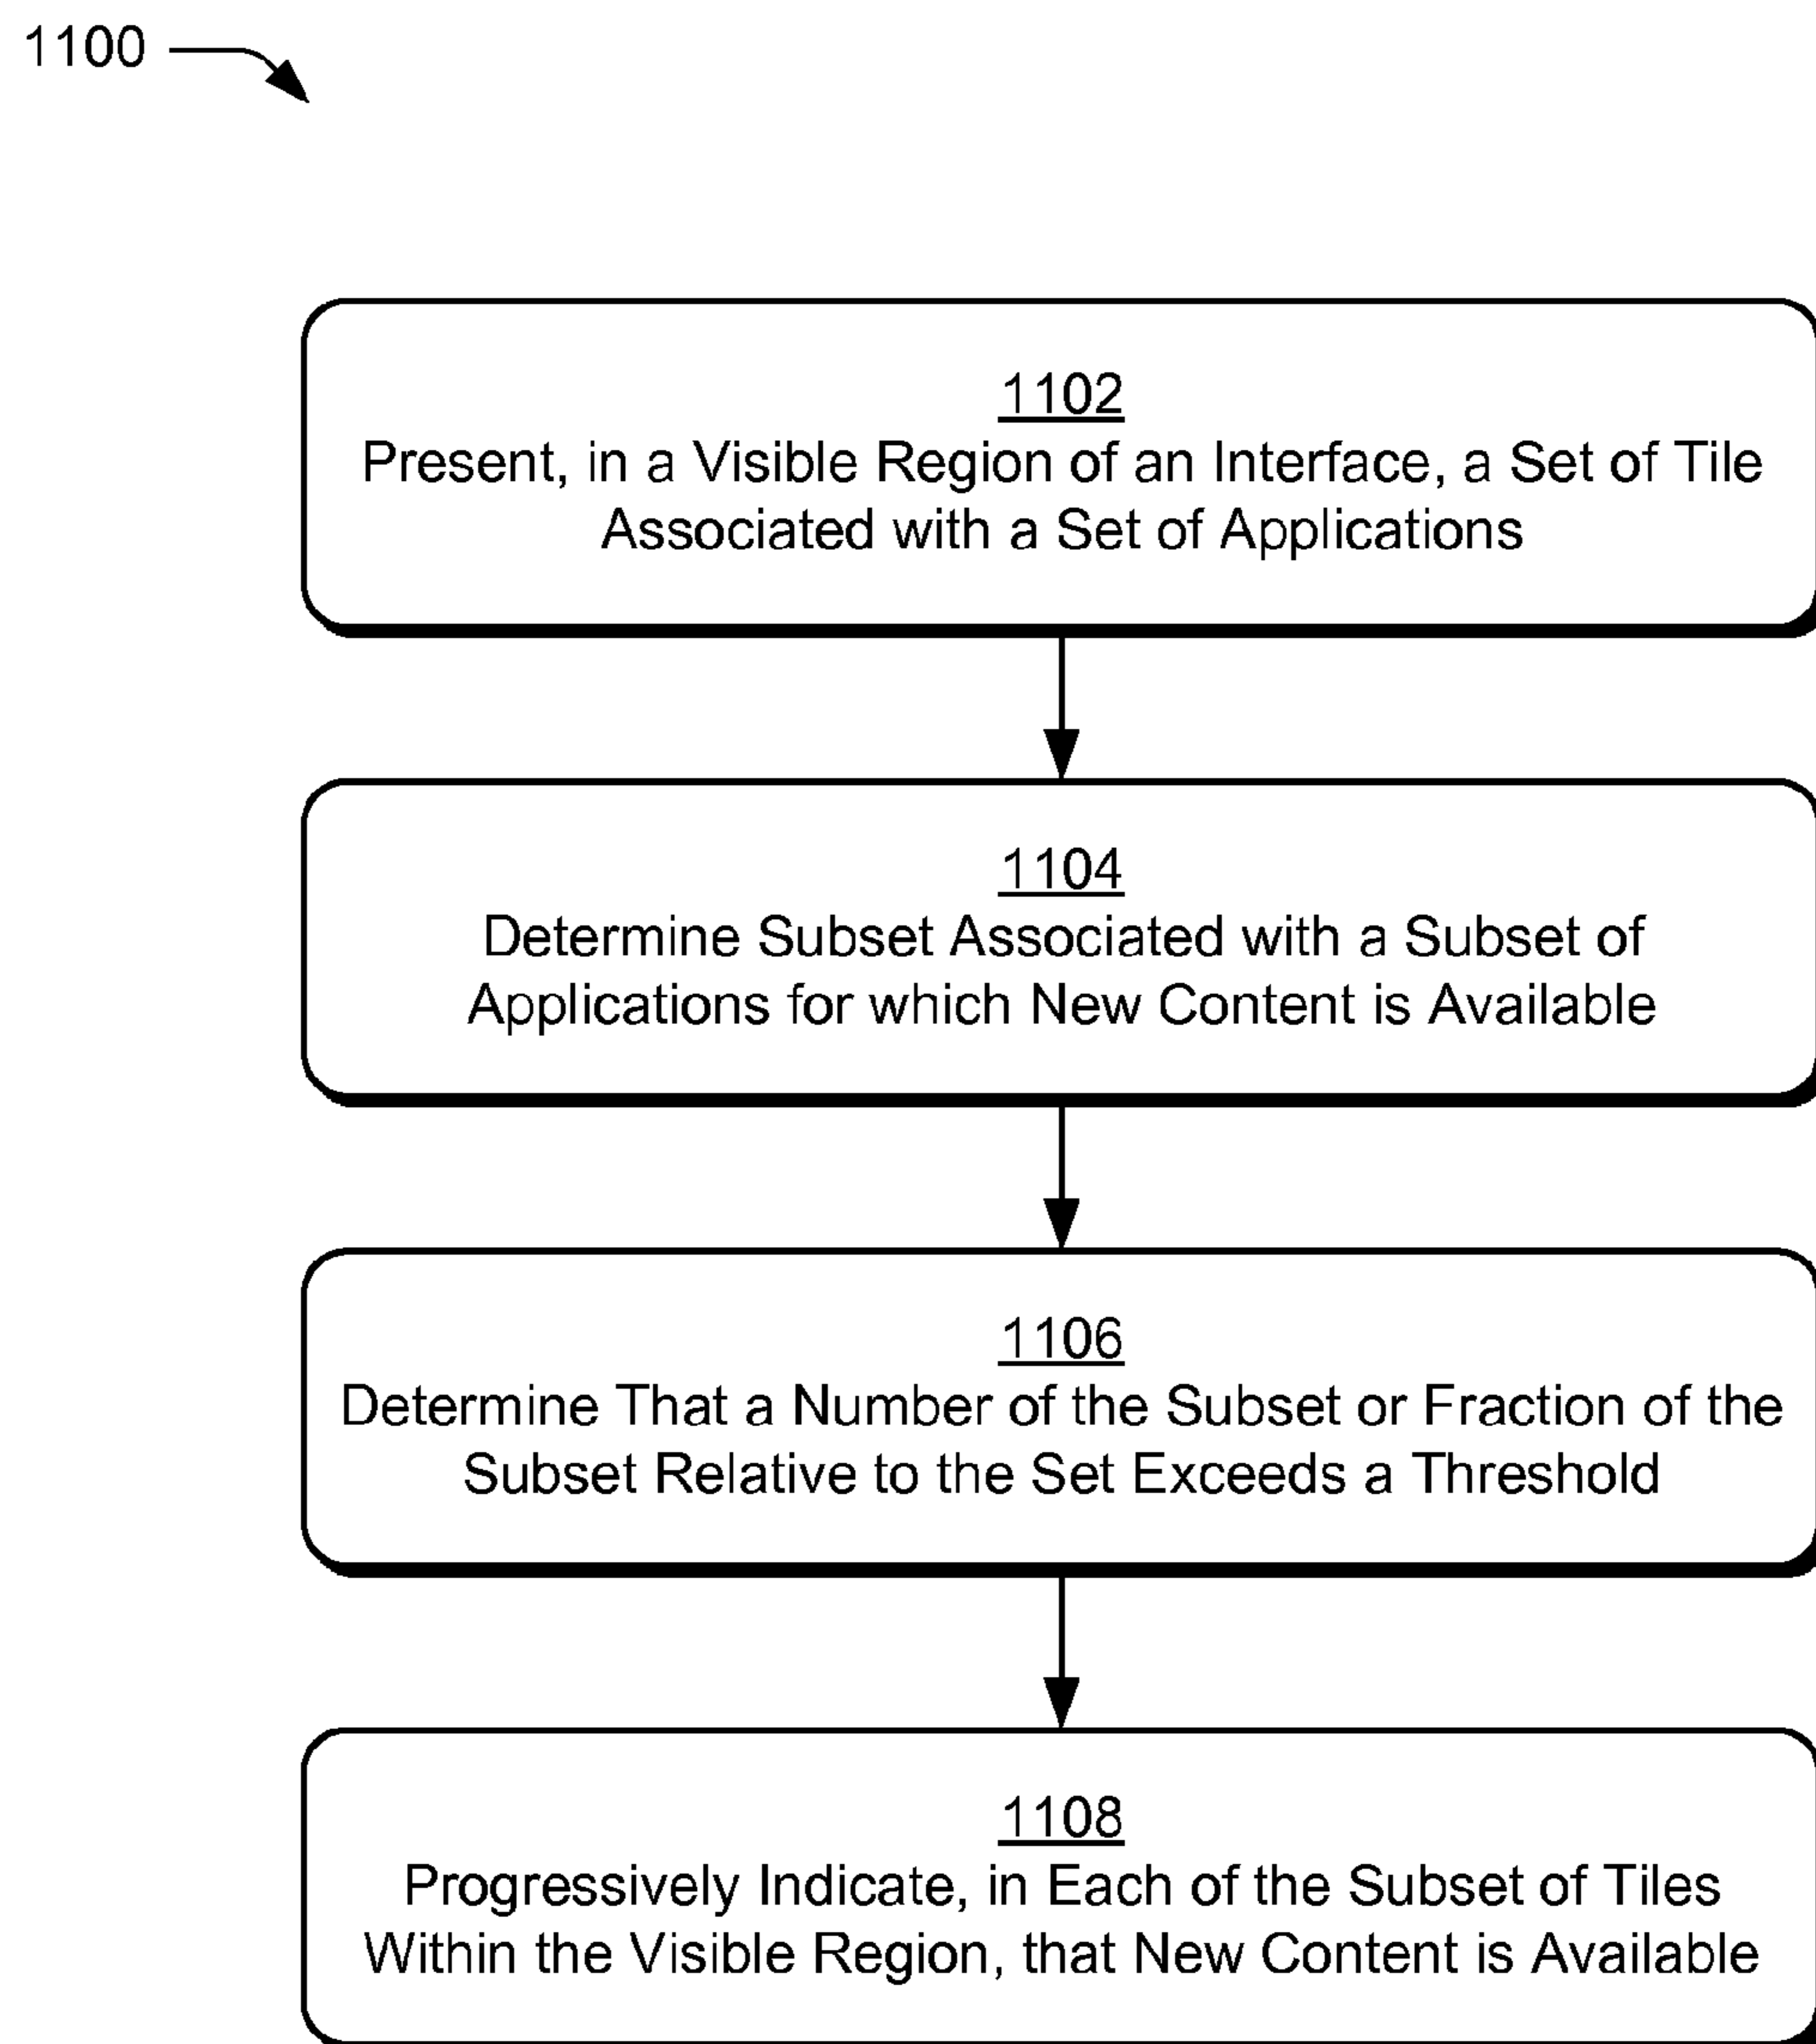 1100
1102
Present, in a Visible Region of an Interface, a Set of Tile
Associated with a Set of Applications
1104
Determine Subset Associated with a Subset of
Applications for which New Content is Available
1106
Determine That a Number of the Subset or Fraction of the
Subset Relative to the Set Exceeds a Threshold
1108
Progressively Indicate, in Each of the Subset of Tiles
Within the Visible Region, that New Content is Available